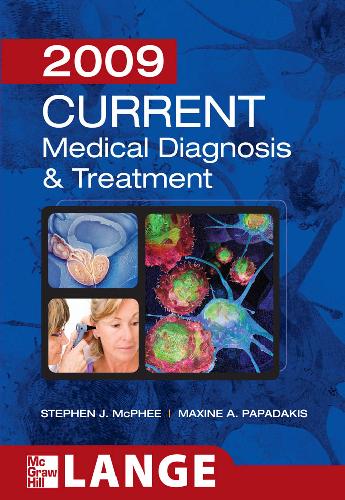 2009
CURRENT
Medical Diagnosis
& Treatment
STEPHEN J. McPHEE | MAXINE A. PAPADAKIS
Mc
Graw
Hill
LANGE